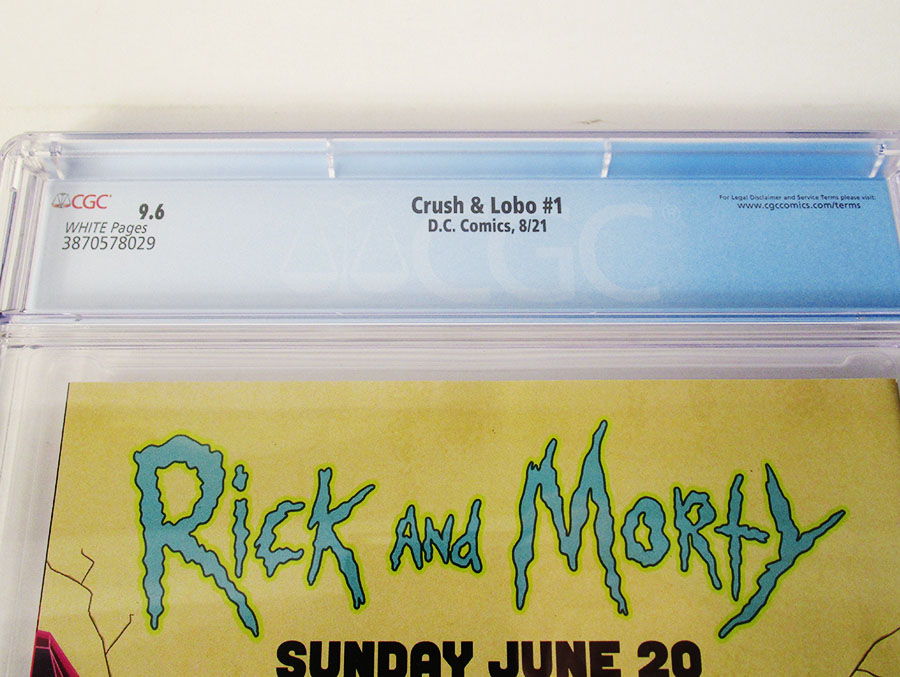 CGC
9.6
WHITE Pages
3870578029
Crush & Lobo #1
D.C. Comics, 8/21
For Legal Disclaimer and Service Terms please visit:
www.cgccomics.com/terms
CGC®
RICK AND MORTY
SUNDAY JUNE 20